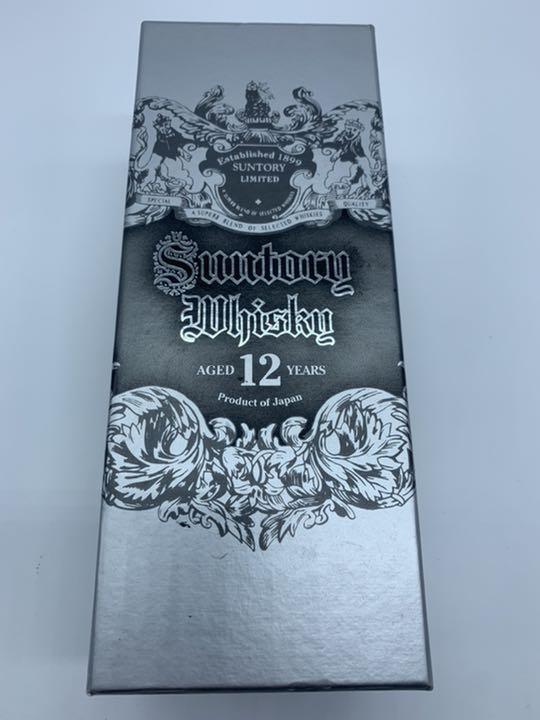 Established 1899
SUNTORY
LIMITED
SPECIAL
QUALITY
A SUPERB BLEND OF SELECTED WHISKIES
Suntory
Whisky
AGED 12 YEARS
Product of Japan